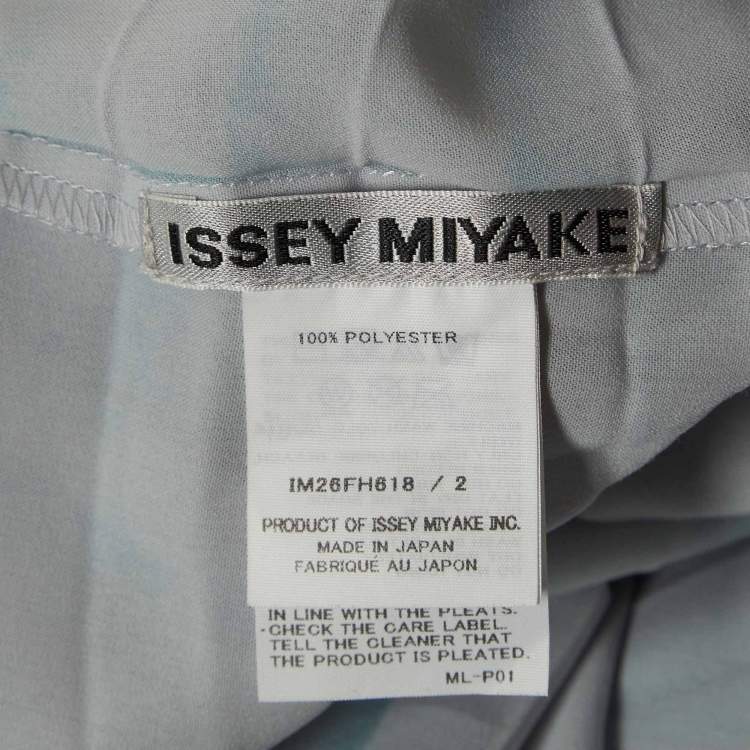 ISSEY MIYAKE
100% POLYESTER
IM26FH618 / 2
PRODUCT OF ISSEY MIYAKE INC.
MADE IN JAPAN
FABRIQUÉ AU JAPON
IN LINE WITH THE PLEATS.
·CHECK THE CARE LABEL.
TELL THE CLEANER THAT
THE PRODUCT IS PLEATED.
ML-P01